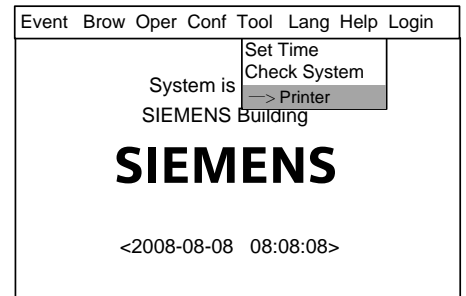 Event Brow Oper Conf Tool Lang Help Login
Set Time
Check System
—> Printer
System is
SIEMENS Building
SIEMENS
<2008-08-08 08:08:08>